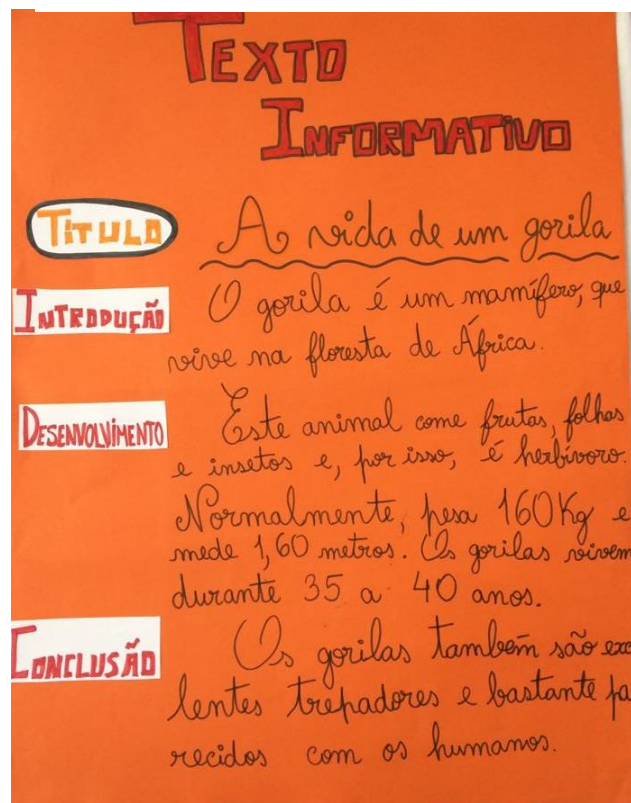 TEXTO
INFORMATIVO
TITULO
A vida de um gorila
INTRODUÇÃO
O gorila é um mamífero, que
vive na floresta de África.
DESENVOLVIMENTO
Este animal come frutas, folhas
e insetos e, por isso, é herbívoro.
Normalmente, pesa 160Kg e
mede 1,60 metros. Os gorilas vivem
durante 35 a 40 anos.
CONCLUSÃO
Os gorilas também são exce
lentes trepadores e bastante pa
recidos com os humanos.